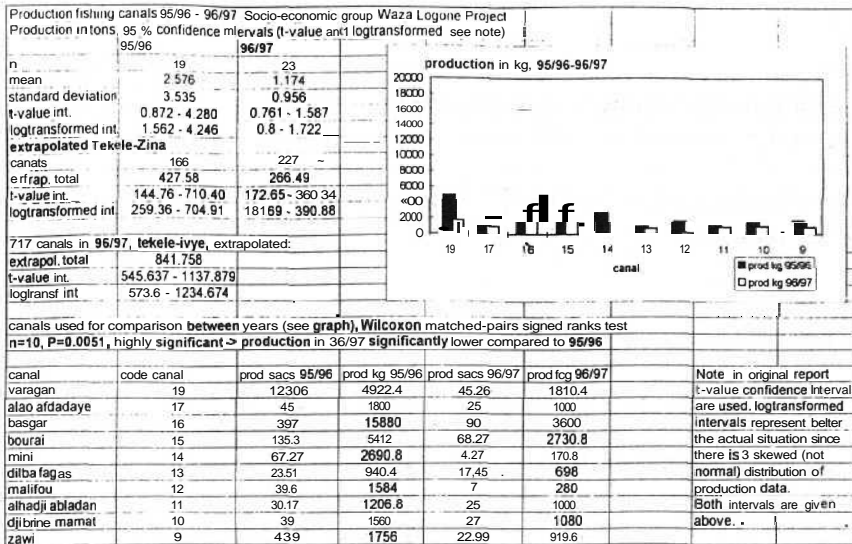 Production fishing canals 95/96 - 96/97 Socio-economic group Waza Logone Project
Production in tons, 95 % confidence mlervals (t-value ant1 logtransformed see note)
95/96 96/97
n 19 23
mean 2 576 1.174
standard deviation 3.535 0.956
t-value int. 0.872 - 4.280 0.761 - 1.587
logtransformed int. 1.562 - 4.246 0.8 - 1.722
extrapolated Tekele-Zina
canats 166 227 ~
erfrap. total 427.58 266.49
t-value int. 144.76 - 710.40 172.65 - 360 34
logtransformed int 259.36 - 704.91 18169 - 390.88
717 canals in 96/97, tekele-ivye, extrapolated:
extrapol. total 841.758
t-value int. 545.637 - 1137.879
loglransf int 573.6 - 1234.674
production in kg, 95/96-96/97
20000
18000
16000
14000
12000
10000
8000
6000
«OO
2000
0
19 17 16 15 14 13 12 11 10 9
canal
prod kg 95/96
prod kg 96/97
canals used for comparison between years (see graph), Wilcoxon matched-pairs signed ranks test
n=10, P=0.0051, highly significant -> production in 36/97 significantly lower compared to 95/96
canal code canal prod sacs 95/96 prod kg 95/96 prod sacs 96/97 prod fcg 96/97
varagan 19 12306 4922.4 45.26 1810.4
alao afdadaye 17 45 1800 25 1000
basgar 16 397 15880 90 3600
bourai 15 135.3 5412 68.27 2730.8
mini 14 67.27 2690.8 4.27 170.8
dilba fagas 13 23.51 940.4 17,45 . 698
malifou 12 39.6 1584 7 280
alhadji abladan 11 30.17 1206.8 25 1000
djibrine mamat 10 39 1560 27 1080
zawi 9 439 1756 22.99 919.6
Note in original report
t-value confidence Interval
are used. logtransformed
intervals represent belter
the actual situation since
there is 3 skewed (not
normal) distribution of
production data.
Both intervals are given
above. .